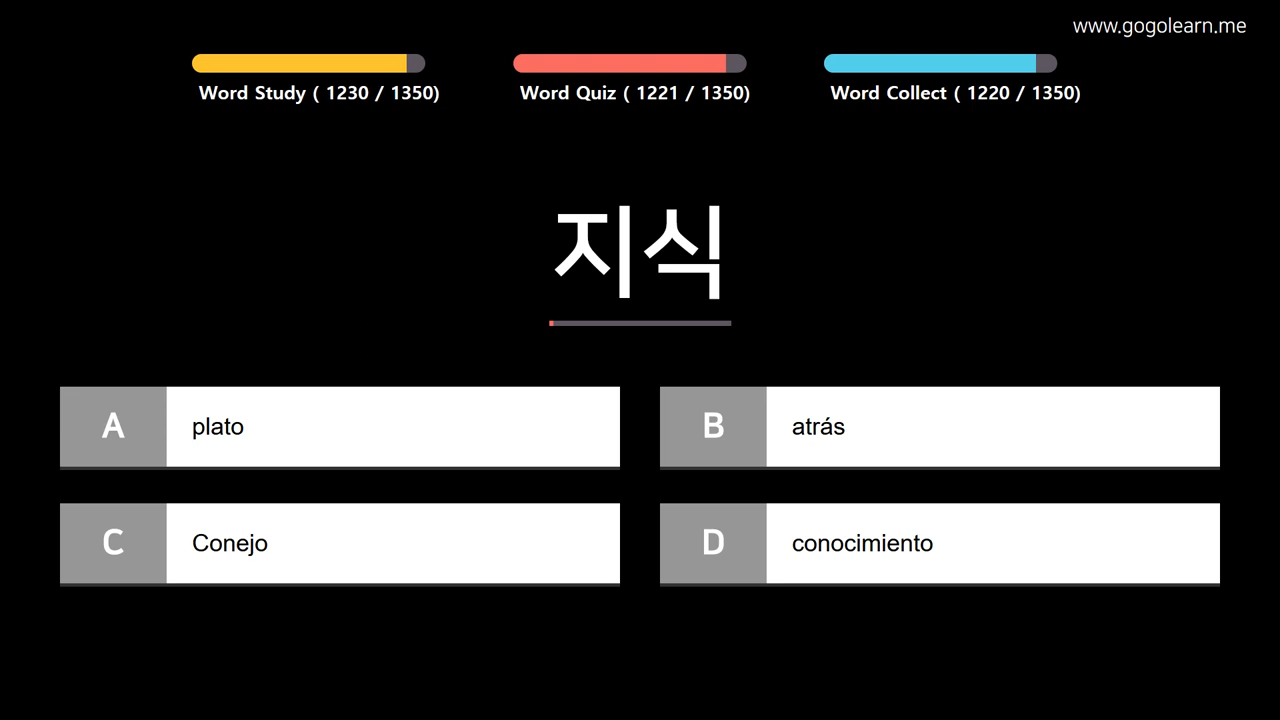 www.gogolearn.me
Word Study ( 1230 / 1350)
Word Quiz ( 1221 / 1350)
Word Collect ( 1220 / 1350)
지식
A plato
B atrás
C Conejo
D conocimiento